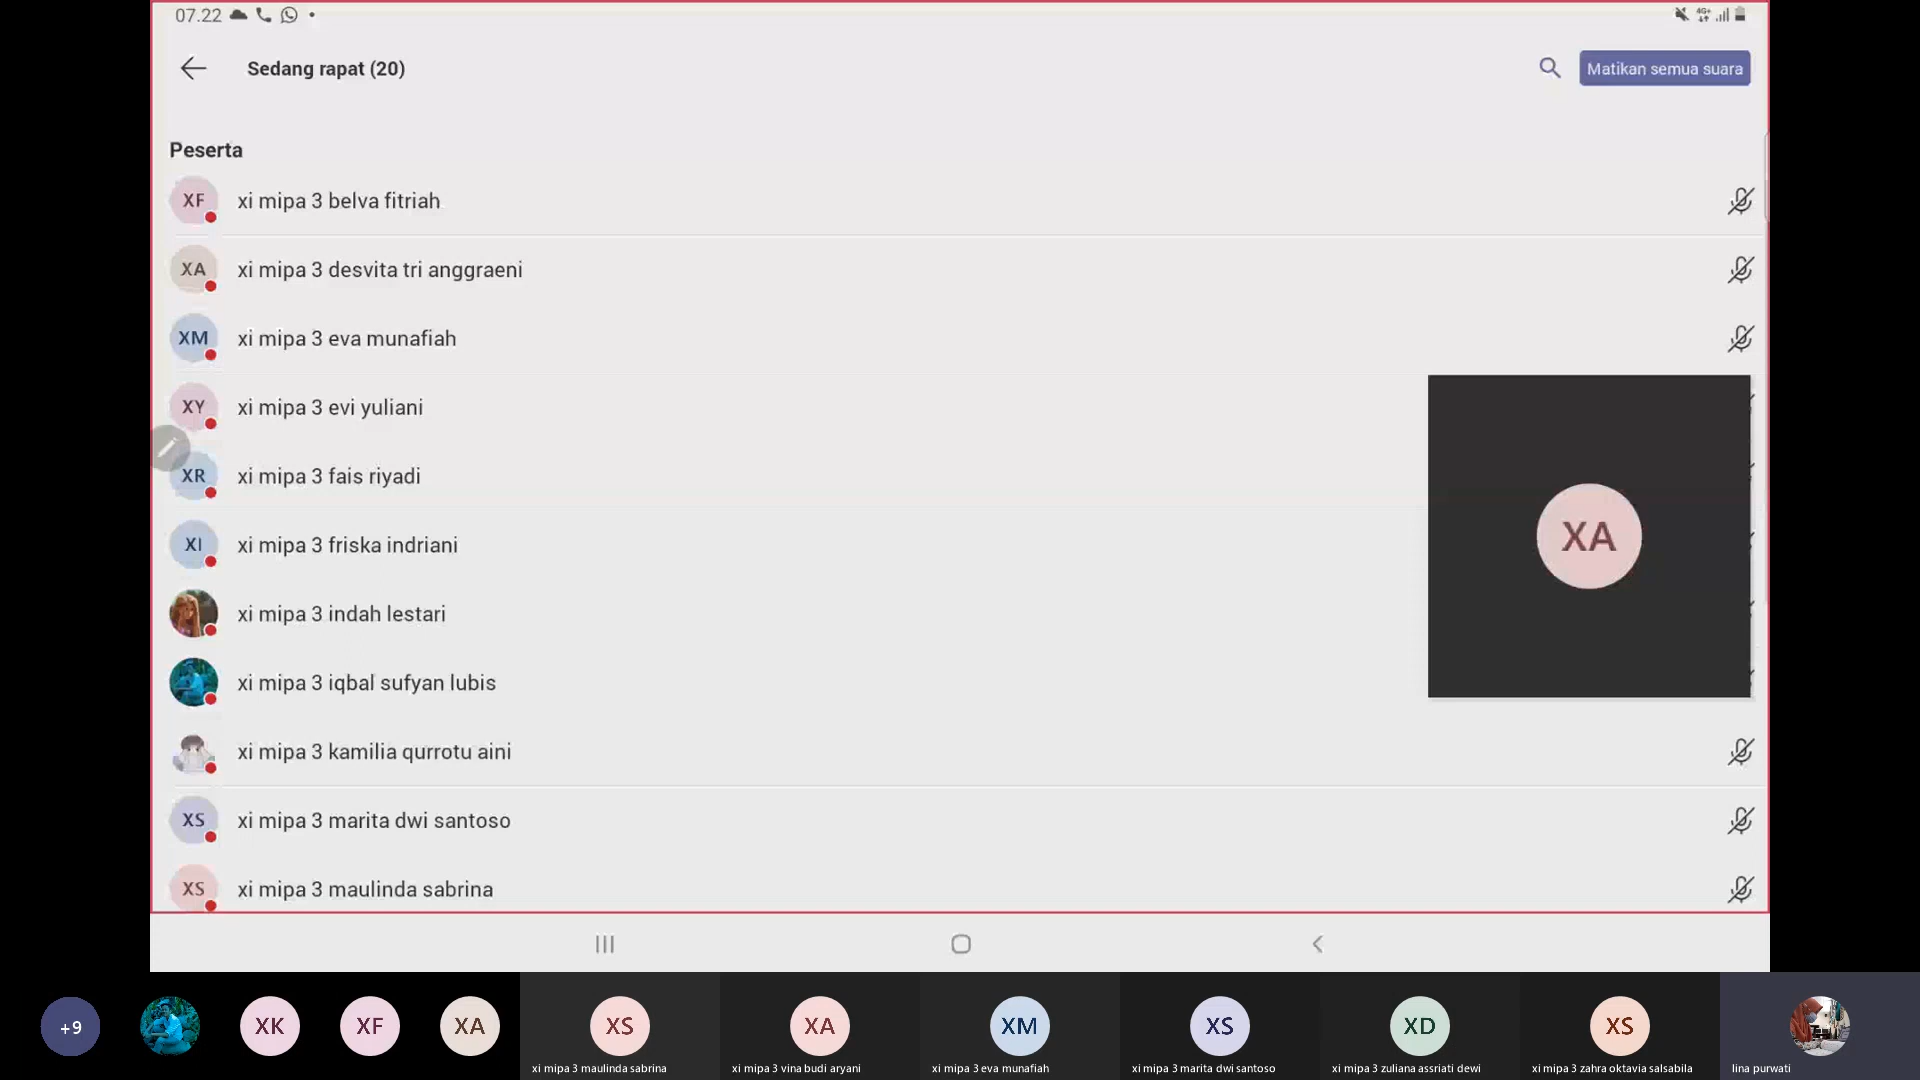 07.22
4G+
Sedang rapat (20)
Matikan semua suara
Peserta
XF
xi mipa 3 belva fitriah
XA
xi mipa 3 desvita tri anggraeni
XM
xi mipa 3 eva munafiah
XY
xi mipa 3 evi yuliani
XR
xi mipa 3 fais riyadi
XI
xi mipa 3 friska indriani
xi mipa 3 indah lestari
xi mipa 3 iqbal sufyan lubis
xi mipa 3 kamilia qurrotu aini
XS
xi mipa 3 marita dwi santoso
XS
xi mipa 3 maulinda sabrina
XA
+9
XK
XF
XA
XS
xi mipa 3 maulinda sabrina
XA
xi mipa 3 vina budi aryani
XM
xi mipa 3 eva munafiah
XS
xi mipa 3 marita dwi santoso
XD
xi mipa 3 zuliana assriati dewi
XS
xi mipa 3 zahra oktavia salsabila
lina purwati